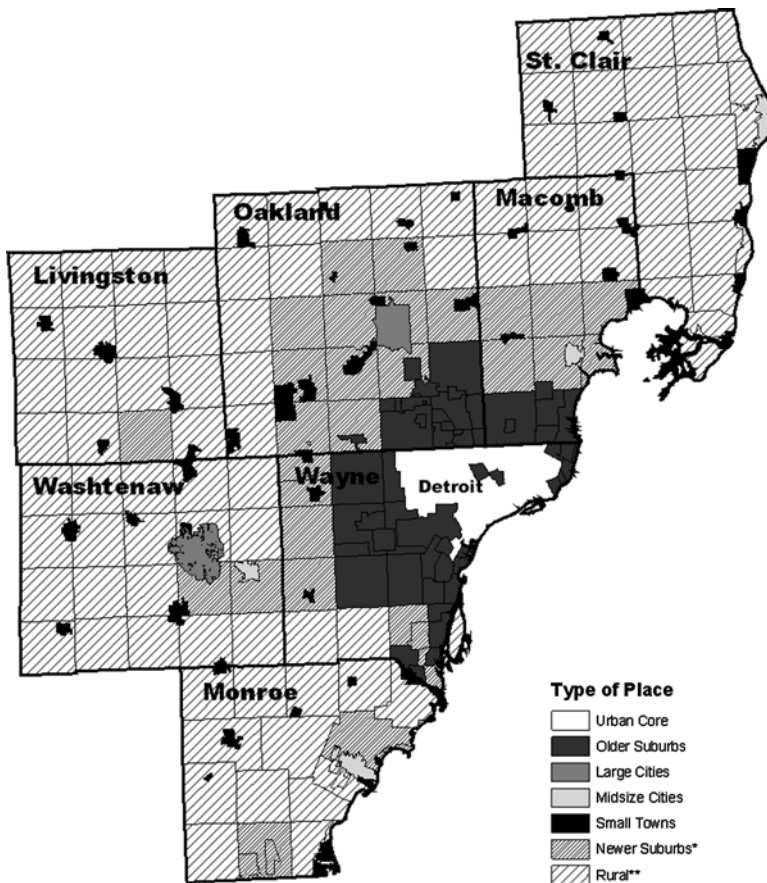 St. Clair
Oakland
Macomb
Livingston
Washtenaw
Wayne
Detroit
Monroe
Type of Place
Urban Core
Older Suburbs
Large Cities
Midsize Cities
Small Towns
Newer Suburbs*
Rural**